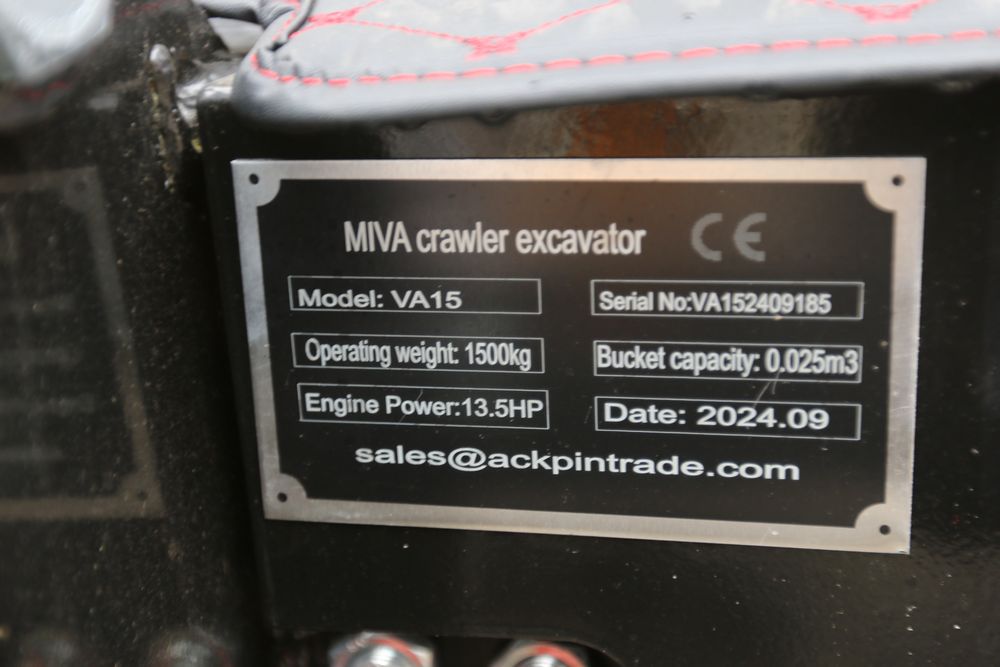 MIVA crawler excavator CE
Model: VA15
Serial No:VA152409185
Operating weight: 1500kg
Bucket capacity: 0.025m3
Engine Power:13.5HP
Date: 2024.09
sales@ackpintrade.com